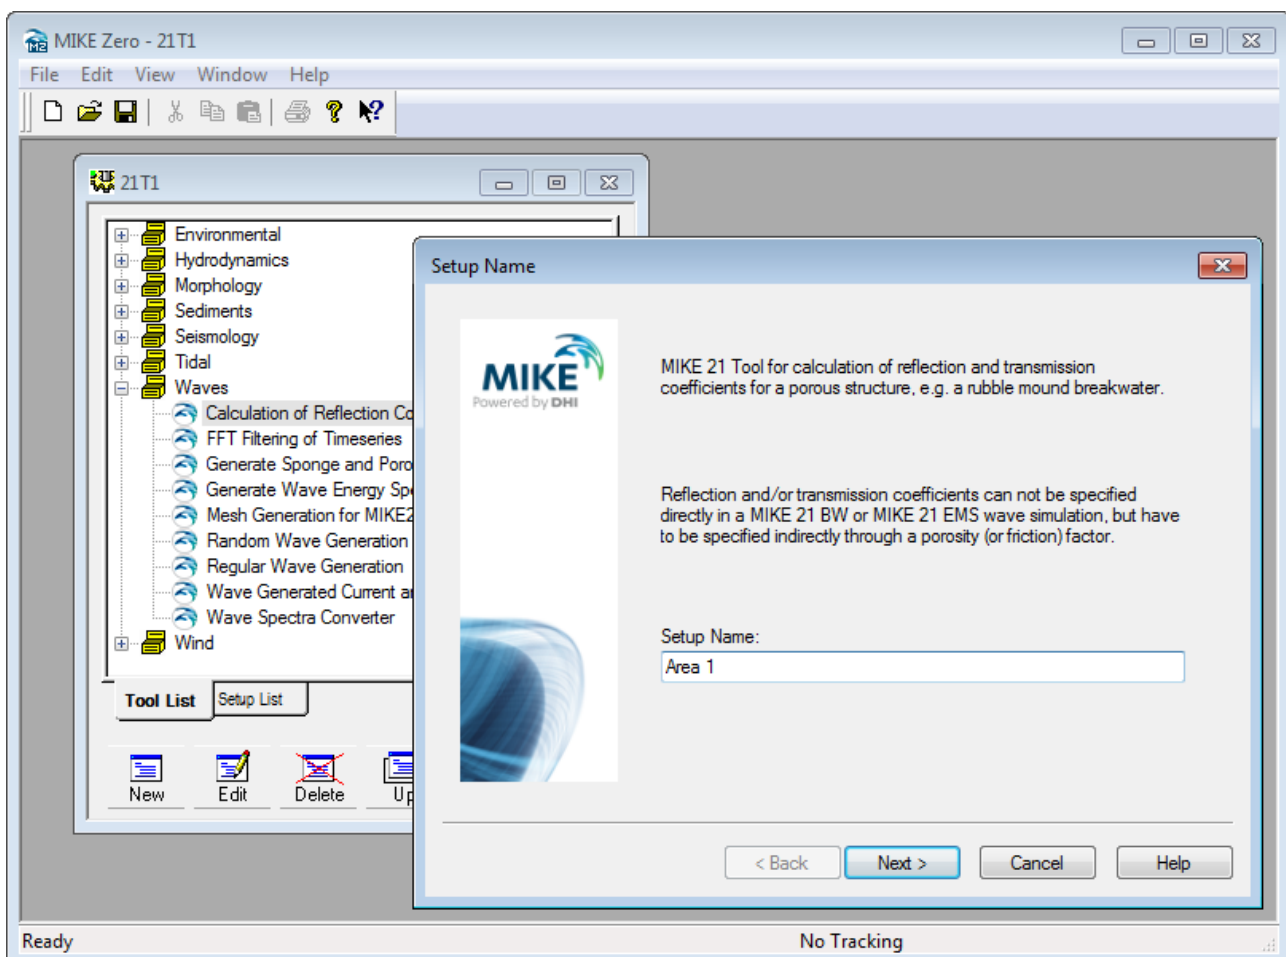 MIKE Zero - 21T1
File Edit View Window Help
21T1
Environmental
Hydrodynamics
Morphology
Sediments
Seismology
Tidal
Waves
Calculation of Reflection
FFT Filtering of Timeseries
Generate Sponge and
Generate Wave Energy
Mesh Generation for
Random Wave Generation
Regular Wave Generation
Wave Generated Current
Wave Spectra Converter
Wind
Tool List Setup List
New Edit Delete
Setup Name
MIKE
Powered by DHI
MIKE 21 Tool for calculation of reflection and transmission
coefficients for a porous structure, e.g. a rubble mound breakwater.
Reflection and/or transmission coefficients can not be specified
directly in a MIKE 21 BW or MIKE 21 EMS wave simulation, but have
to be specified indirectly through a porosity (or friction) factor.
Setup Name:
Area 1
< Back Next > Cancel Help
Ready No Tracking